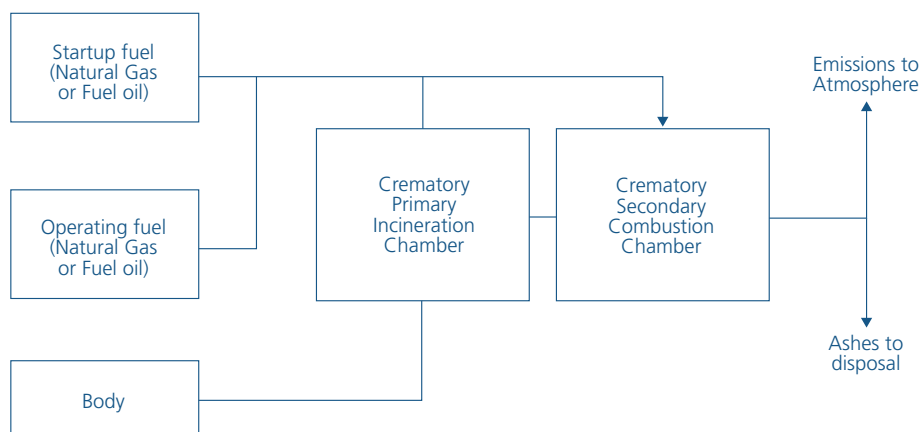 Startup fuel
(Natural Gas
or Fuel oil)
Emissions to
Atmosphere
Crematory
Primary
Incineration
Chamber
Crematory
Secondary
Combustion
Chamber
Operating fuel
(Natural Gas
or Fuel oil)
Ashes to
disposal
Body